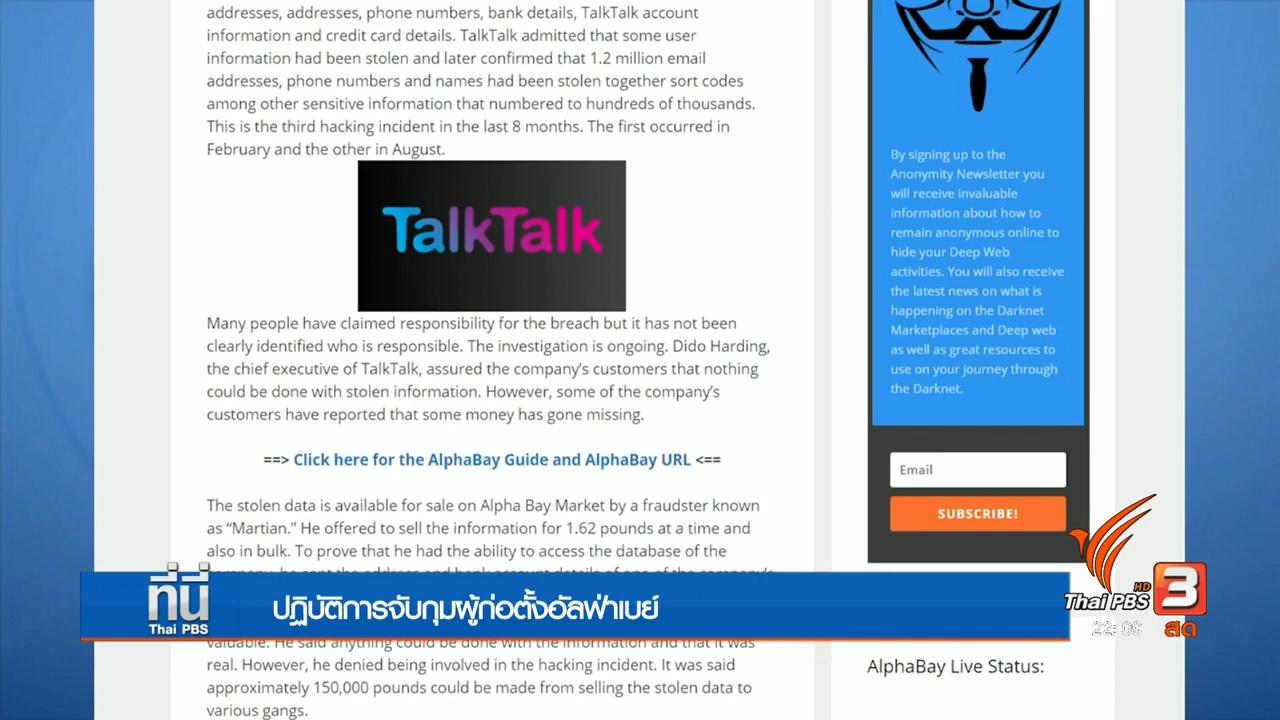 addresses, addresses, phone numbers, bank details, TalkTalk account
information and credit card details. TalkTalk admitted that some user
information had been stolen and later confirmed that 1.2 million email
addresses, phone numbers and names had been stolen together sort codes
among other sensitive information that numbered to hundreds of thousands.
This is the third hacking incident in the last 8 months. The first occurred in
February and the other in August.
TalkTalk
Many people have claimed responsibility for the breach but it has not been
clearly identified who is responsible. The investigation is ongoing. Dido Harding,
the chief executive of TalkTalk, assured the company's customers that nothing
could be done with stolen information. However, some of the company's
customers have reported that some money has gone missing.
==> Click here for the AlphaBay Guide and AlphaBay URL <==
The stolen data is available for sale on Alpha Bay Market by a fraudster known
as “Martian.” He offered to sell the information for 1.62 pounds at a time and
also in bulk. To prove that he had the ability to access the database of the
valuable. He said anything could be done with the information and that it was
real. However, he denied being involved in the hacking incident. It was said
approximately 150,000 pounds could be made from selling the stolen data to
various gangs.
By signing up to the
Anonymity Newsletter you
will receive invaluable
information about how to
remain anonymous online to
hide your Deep Web
activities. You will also receive
the latest news on what is
happening on the Darknet
Marketplaces and Deep web
as well as great resources to
use on your journey through
the Darknet.
Email
SUBSCRIBE!
AlphaBay Live Status:
ที่นี่
Thai PBS
ปฏิบัติการจับกุมผู้ก่อตั้งอัลฟ่าเบย์
HD
Thai PBS 3
22:09 สด